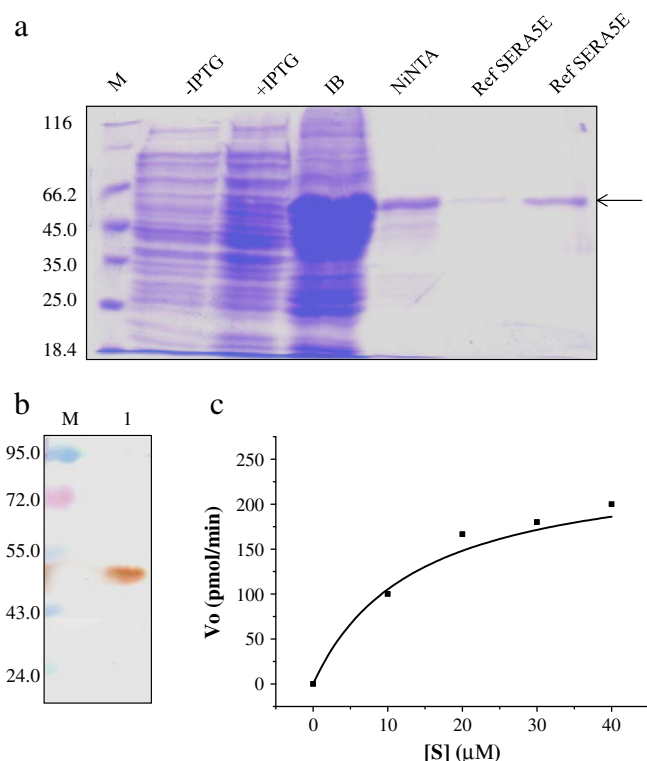 a
M -IPTG +IPTG IB NiNTA Ref SERA5E Ref SERA5E
116
66.2
45.0
35.0
25.0
18.4
b
M 1
95.0
72.0
55.0
43.0
24.0
c
250
200
150
100
50
0
Vo (pmol/min)
0 10 20 30 40
[S] (μM)